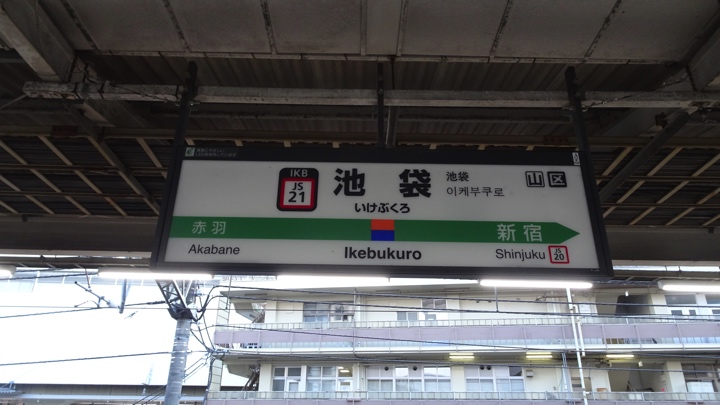 IKB
JS
21
池袋
いけぶくろ
池袋
이케부쿠로
山区
赤羽
新宿
Akabane
Ikebukuro
Shinjuku
JS
20